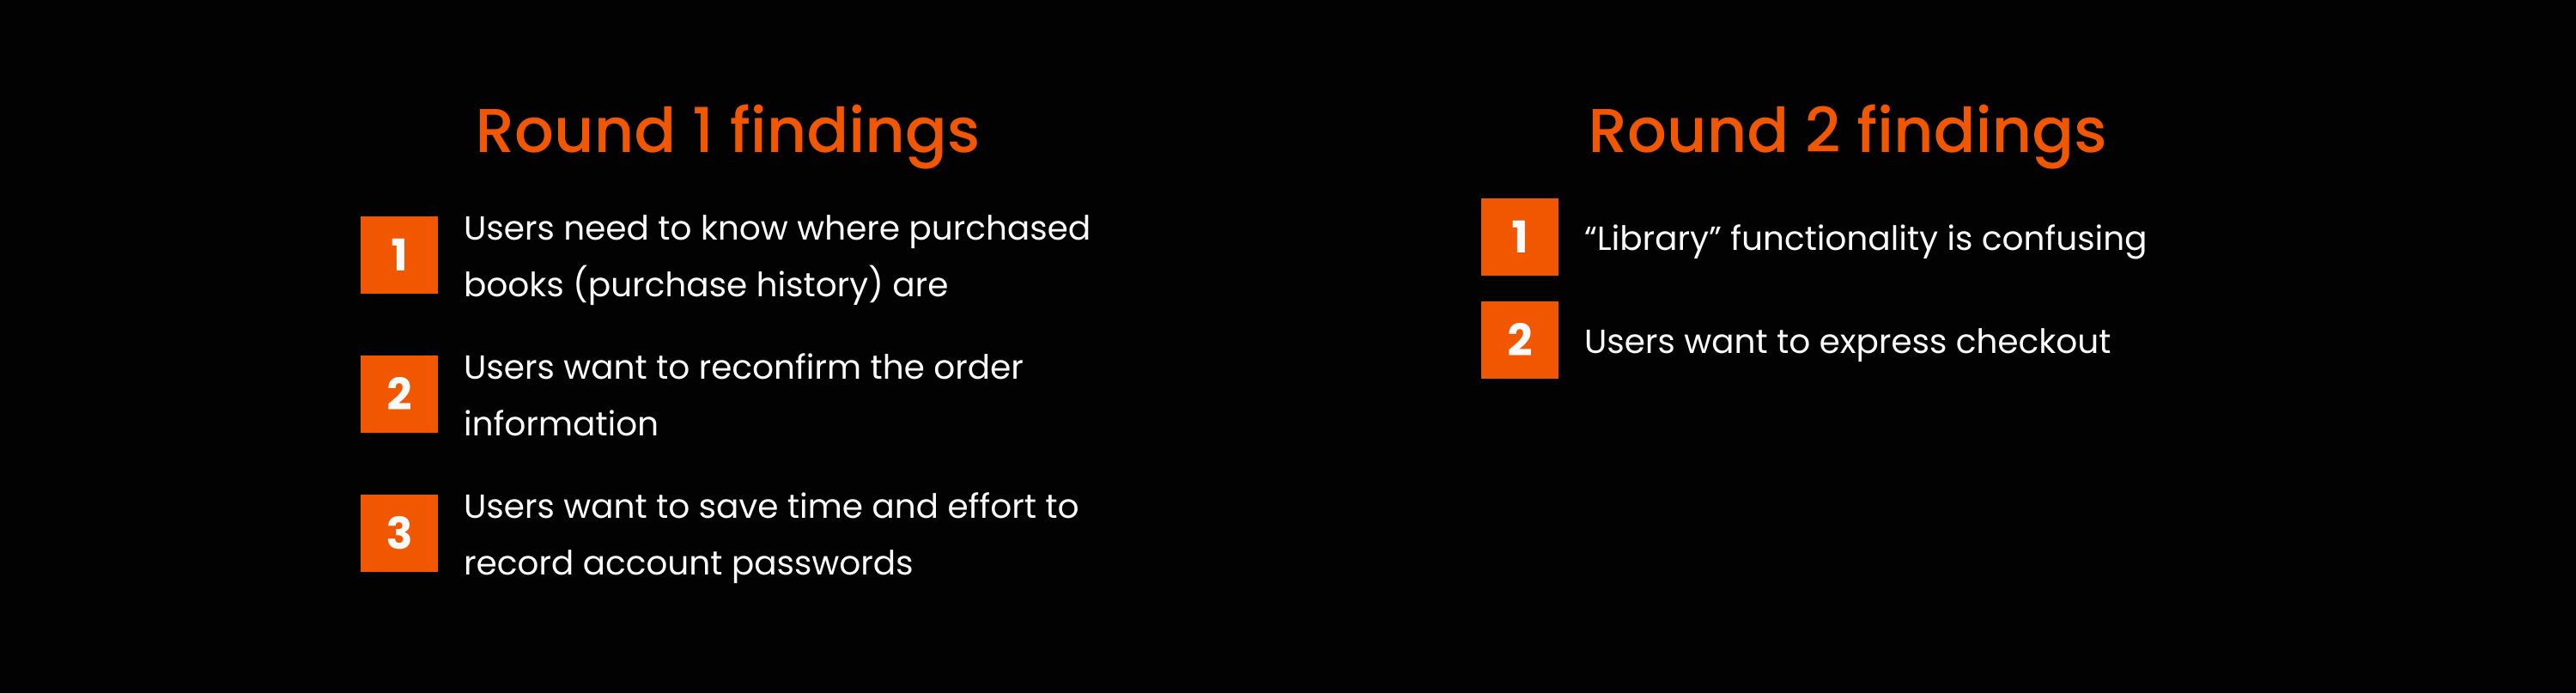 Round 1 findings
1
Users need to know where purchased
books (purchase history) are
2
Users want to reconfirm the order
information
3
Users want to save time and effort to
record account passwords
Round 2 findings
1
“Library” functionality is confusing
2
Users want to express checkout